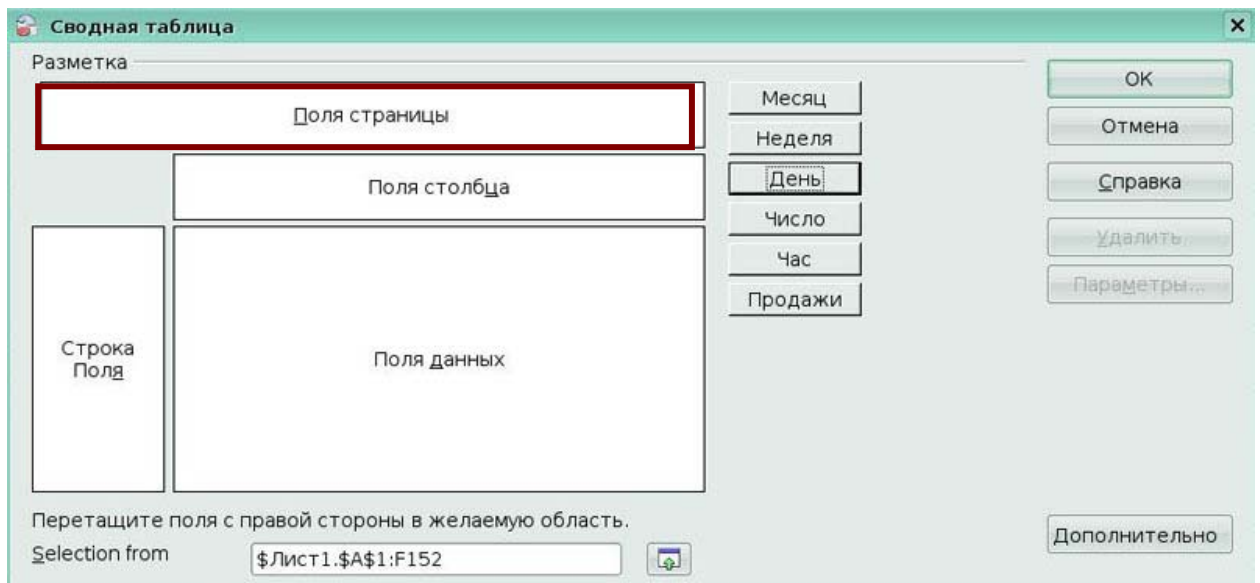 Сводная таблица
Разметка
Поля страницы
Поля столбца
Строка
Поля
Поля данных
Месяц
Неделя
День
Число
Час
Продажи
OK
Отмена
Справка
Удалить
Параметры...
Перетащите поля с правой стороны в желаемую область.
Selection from
$Лист1.$A$1:F152
Дополнительно